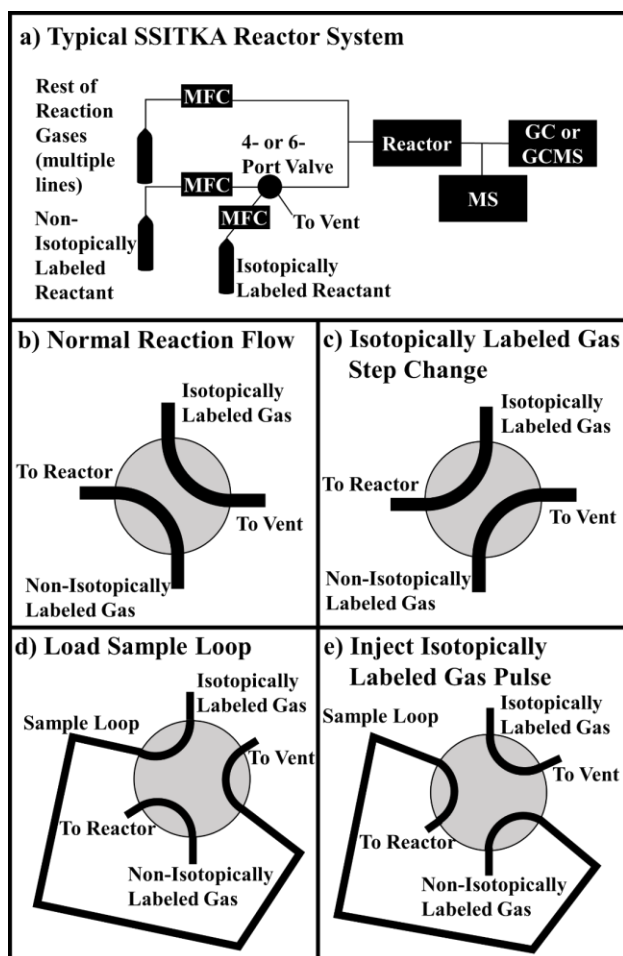 a) Typical SSITKA Reactor System
Rest of
Reaction
Gases
(multiple
lines)
MFC
4- or 6-
Port Valve
Reactor
GC or
GCMS
MS
MFC
MFC
To Vent
Non-
Isotopically
Labeled
Reactant
Isotopically
Labeled Reactant
b) Normal Reaction Flow
Isotopically
Labeled Gas
To Reactor
To Vent
Non-Isotopically
Labeled Gas
c) Isotopically Labeled Gas
Step Change
Isotopically
Labeled Gas
To Reactor
To Vent
Non-Isotopically
Labeled Gas
d) Load Sample Loop
Isotopically
Labeled Gas
Sample Loop
To Vent
To Reactor
Non-Isotopically
Labeled Gas
e) Inject Isotopically
Labeled Gas Pulse
Isotopically
Labeled Gas
Sample Loop
To Vent
To Reactor
Non-Isotopically
Labeled Gas